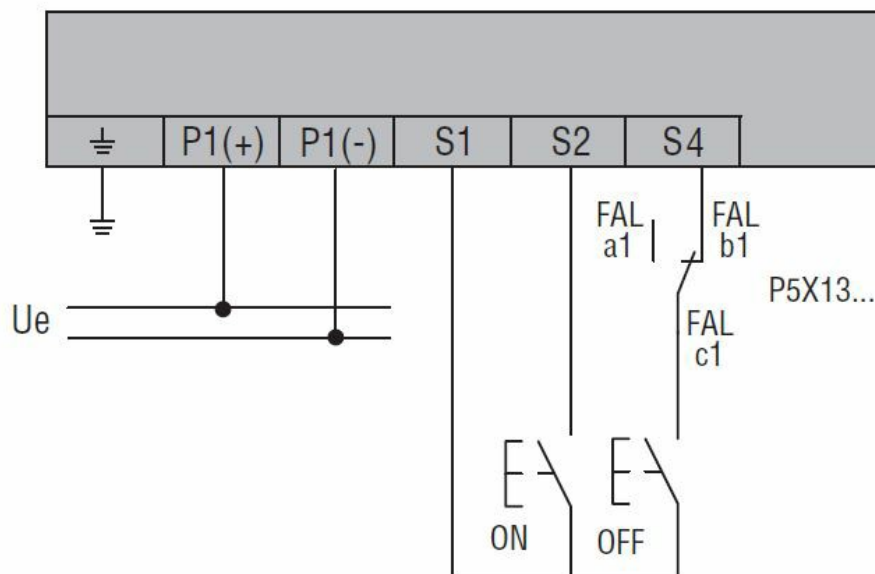 P1(+) P1(-) S1 S2 S4
FAL
a1
FAL
b1
P5X13...
Ue
FAL
c1
ON
OFF